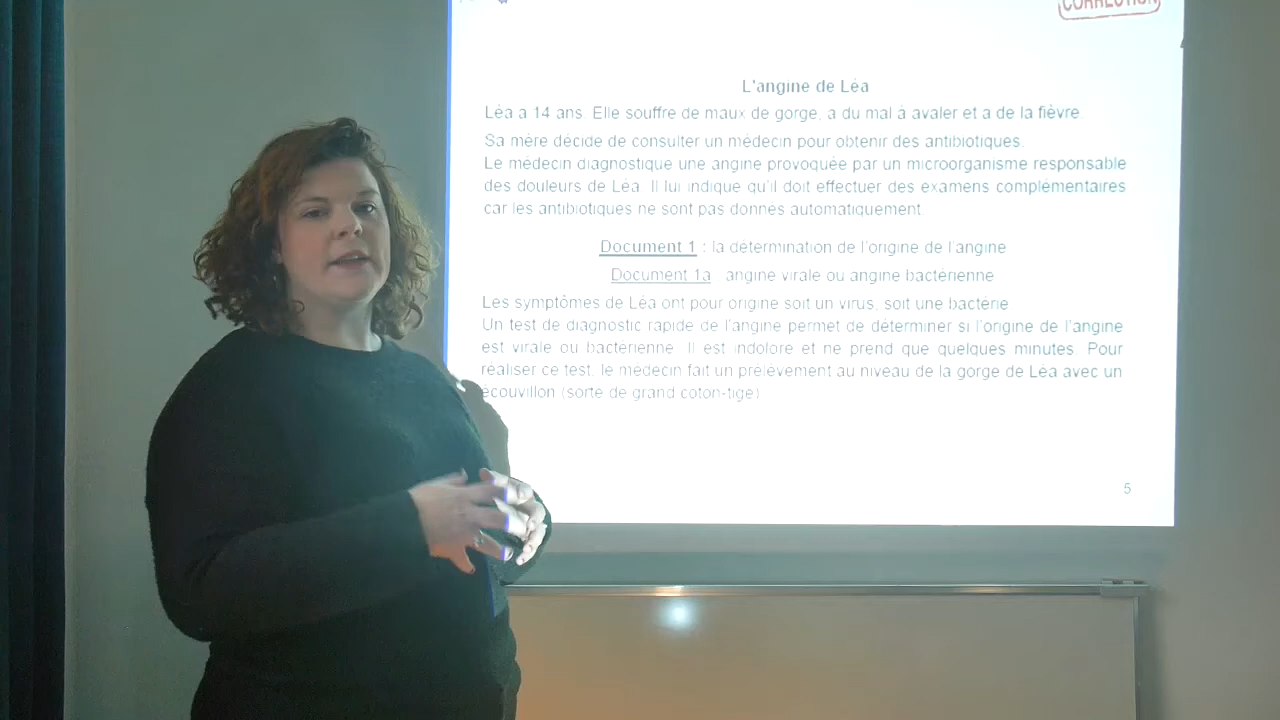 CORRECTION
L'angine de Léa
Léa a 14 ans. Elle souffre de maux de gorge, a du mal à avaler et a de la fièvre.
Sa mère décide de consulter un médecin pour obtenir des antibiotiques.
Le médecin diagnostique une angine provoquée par un microorganisme responsable
des douleurs de Léa. Il lui indique qu'il doit effectuer des examens complémentaires
car les antibiotiques ne sont pas donnés automatiquement.
Document 1 : la détermination de l'origine de l'angine
Document 1a angine virale ou angine bactérienne
Les symptômes de Léa ont pour origine soit un virus, soit une bactérie
Un test de diagnostic rapide de l'angine permet de déterminer si l'origine de l'angine
est virale ou bactérienne. Il est indolore et ne prend que quelques minutes. Pour
réaliser ce test, le médecin fait un prélèvement au niveau de la gorge de Léa avec un
écouvillon (sorte de grand coton-tige)
5